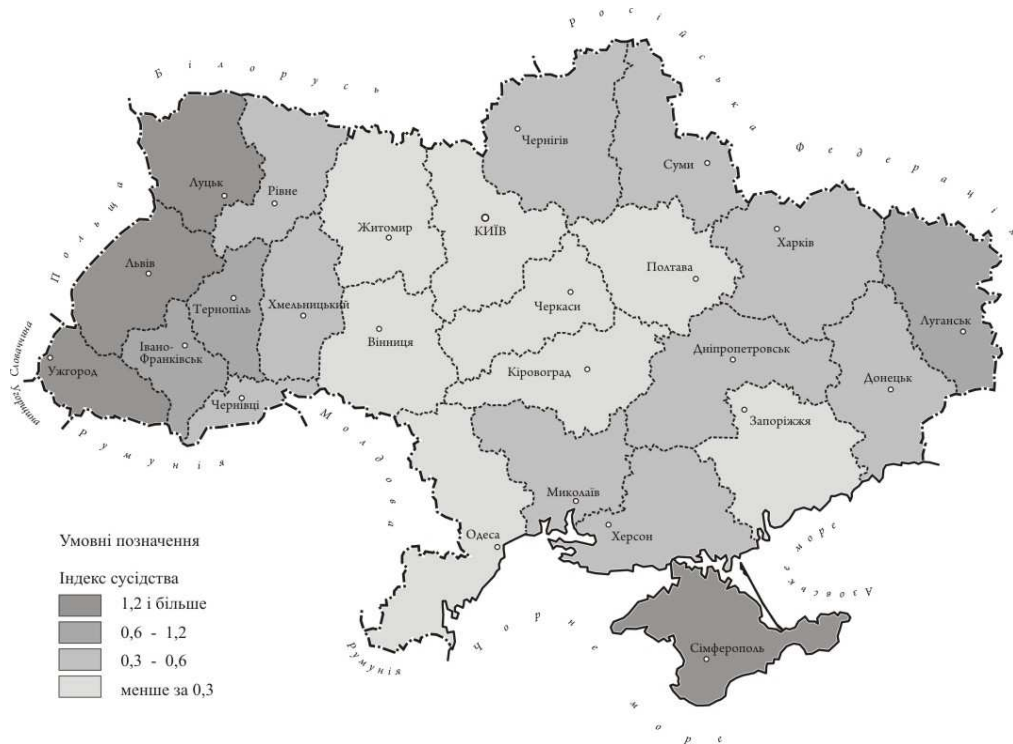 російська федерація
Білорусь
Польща
Словаччина
Угорщина
Румунія
Молдова
Румунія
Чорне море
Азовське море
Чернігів
Суми
Луцьк
Рівне
Житомир
КИЇВ
Харків
Львів
Полтава
Тернопіль
Хмельницький
Черкаси
Луганськ
Вінниця
Івано-
Франківськ
Дніпропетровськ
Ужгород
Кіровоград
Донецьк
Чернівці
Запоріжжя
Миколаїв
Херсон
Одеса
Сімферополь
Умовні позначення
Індекс сусідства
1,2 і більше
0,6 - 1,2
0,3 - 0,6
менше за 0,3